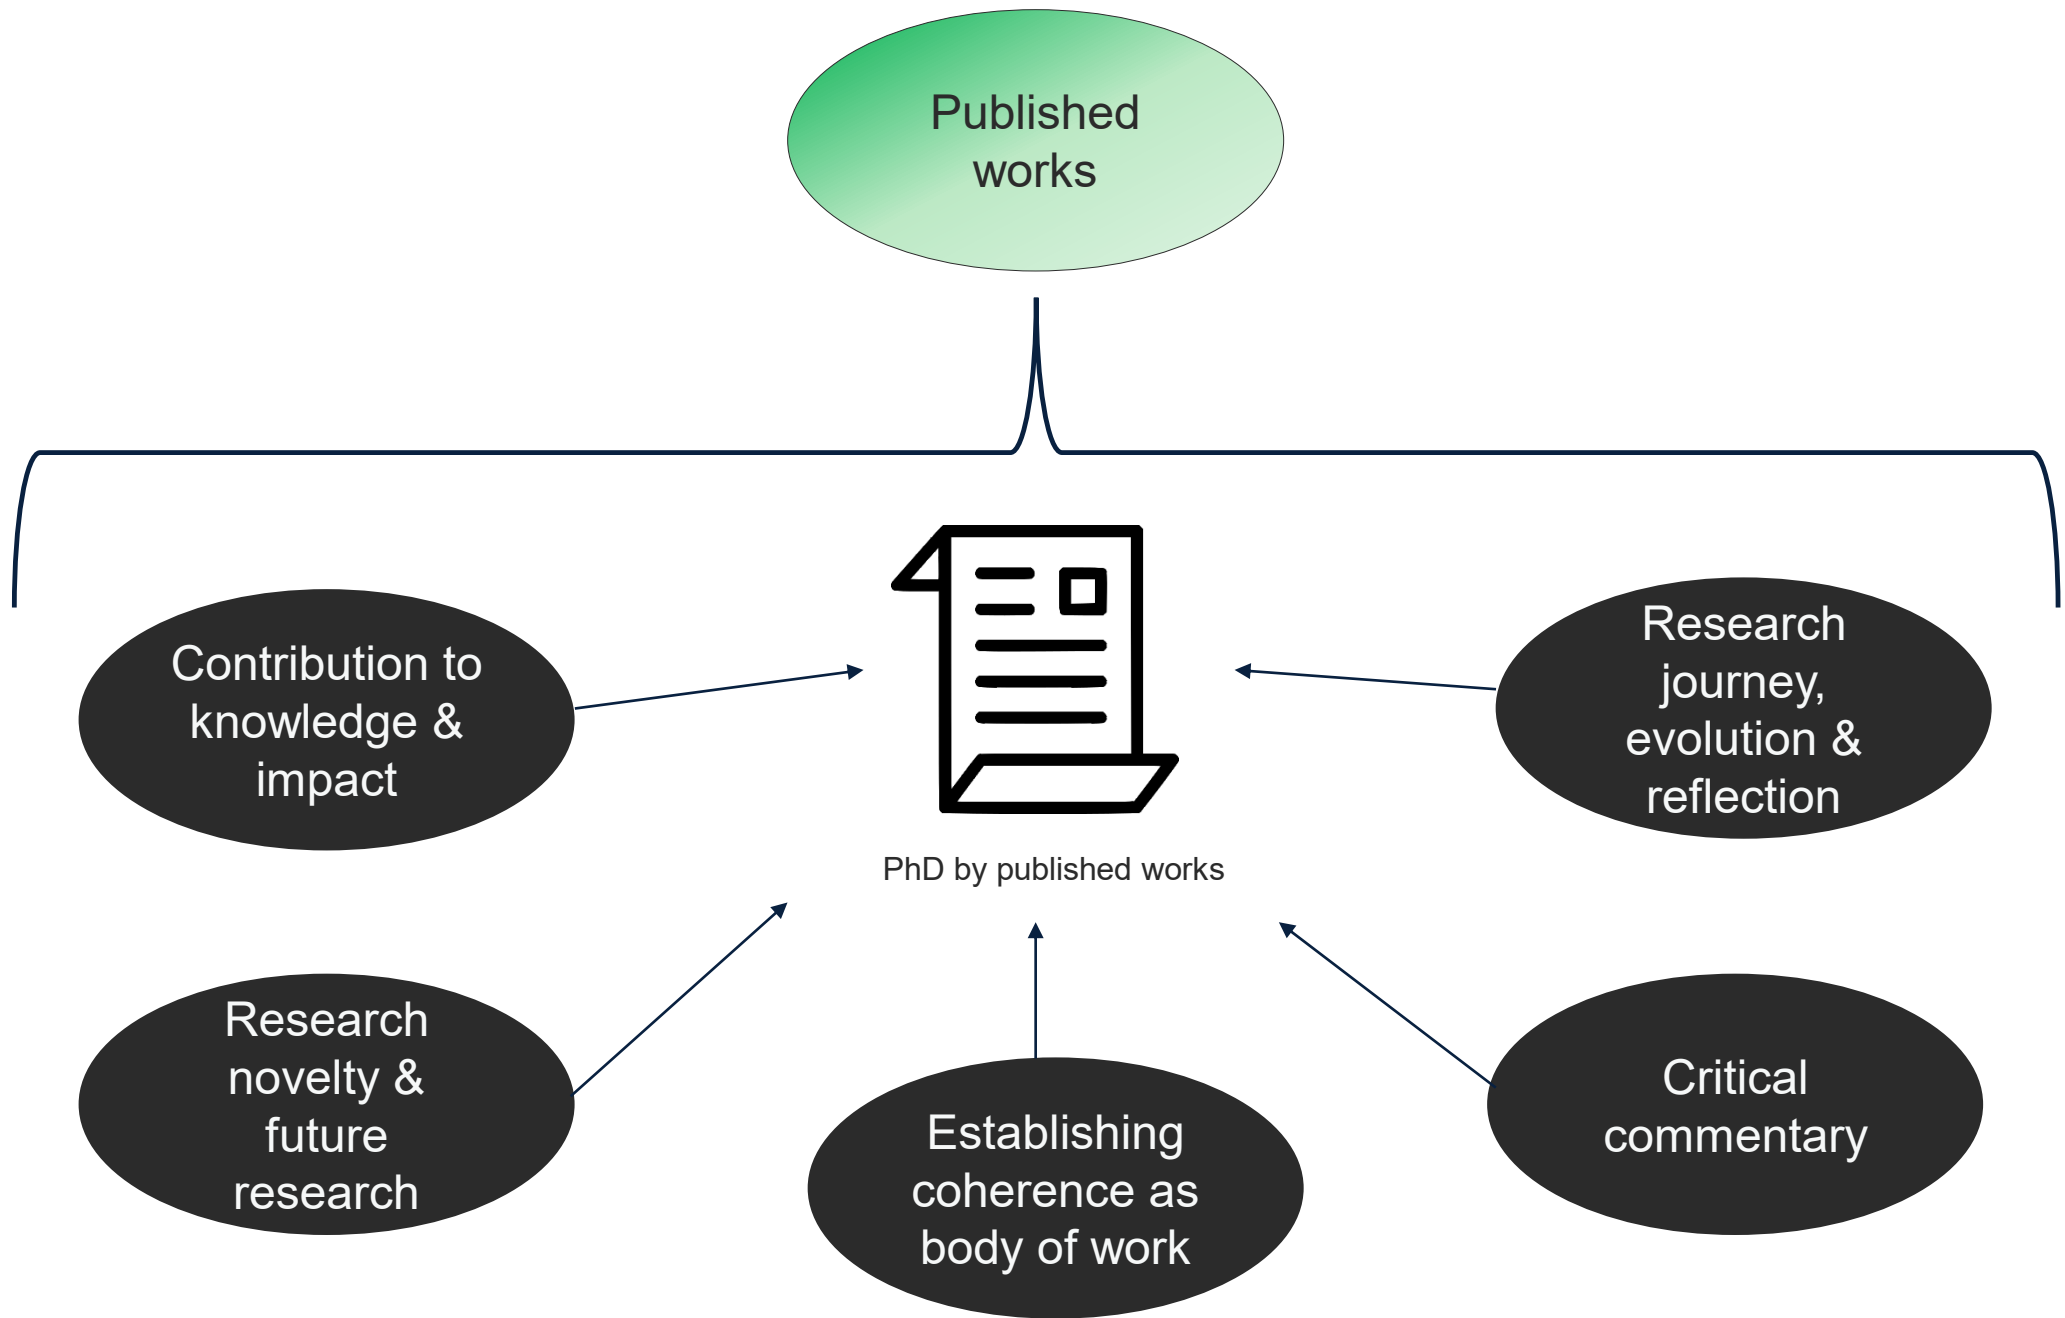 Published
works
Contribution to
knowledge &
impact
Research
journey,
evolution &
reflection
PhD by published works
Research
novelty &
future
research
Establishing
coherence as
body of work
Critical
commentary